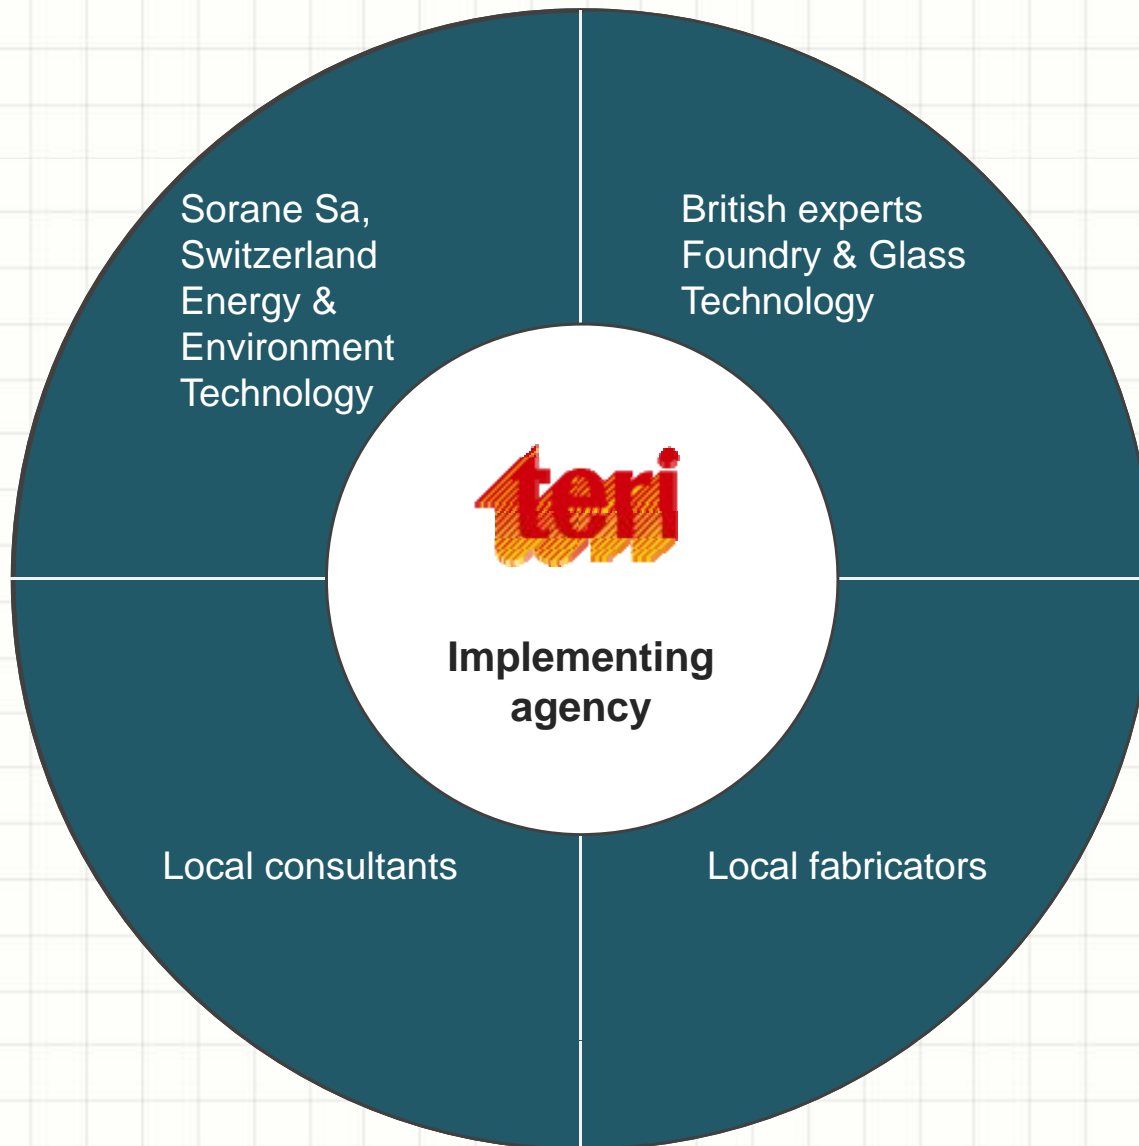 Sorane Sa,
Switzerland
Energy &
Environment
Technology
British experts
Foundry & Glass
Technology
teri
Implementing
agency
Local consultants
Local fabricators